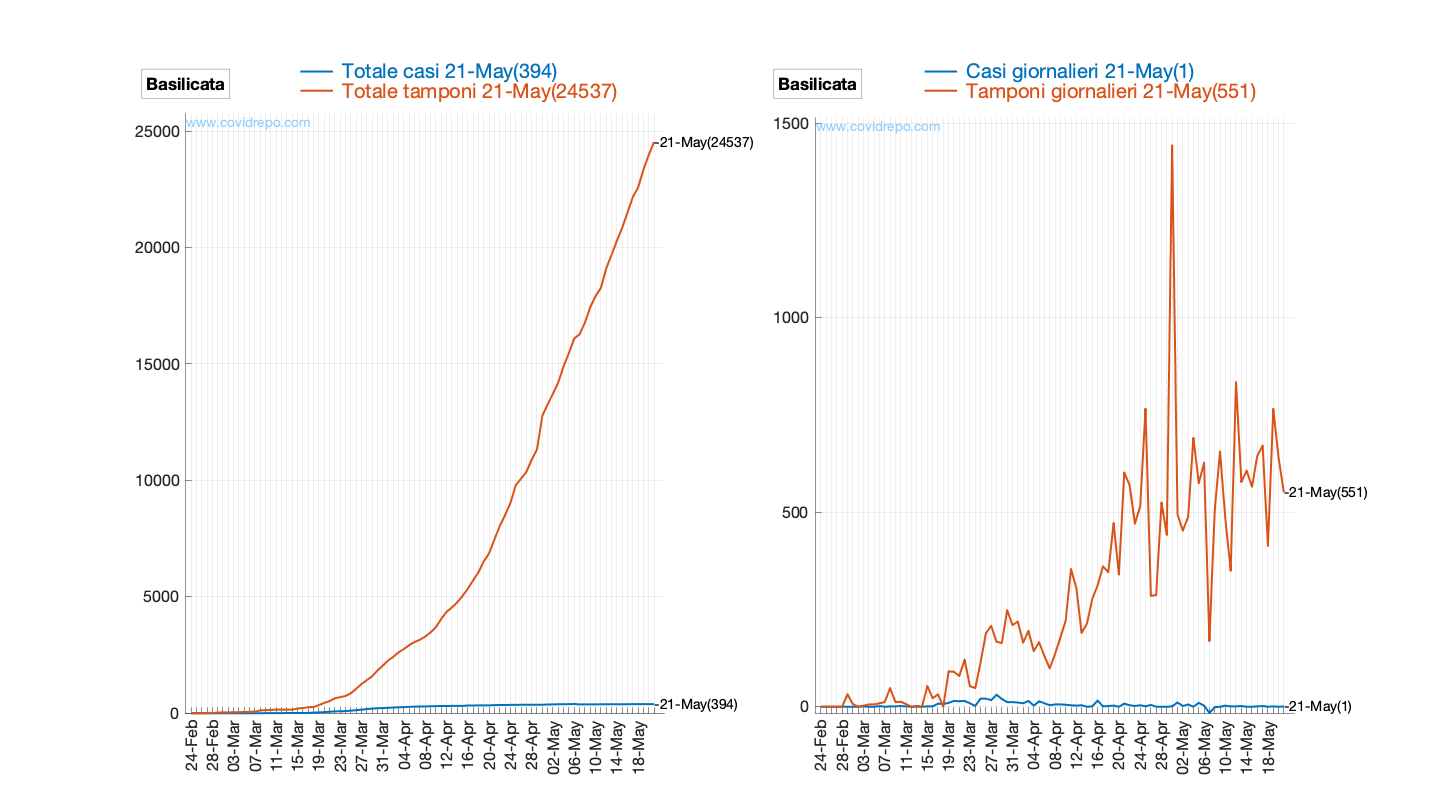 Basilicata
Totale casi 21-May(394)
Totale tamponi 21-May(24537)
www.covidrepo.com
25000
20000
15000
10000
5000
0
21-May(24537)
21-May(394)
24-Feb
28-Feb
03-Mar
07-Mar
11-Mar
15-Mar
19-Mar
23-Mar
27-Mar
31-Mar
04-Apr
08-Apr
12-Apr
16-Apr
20-Apr
24-Apr
28-Apr
02-May
06-May
10-May
14-May
18-May
Basilicata
Casi giornalieri 21-May(1)
Tamponi giornalieri 21-May(551)
www.covidrepo.com
1500
1000
500
0
21-May(551)
21-May(1)
24-Feb
28-Feb
03-Mar
07-Mar
11-Mar
15-Mar
19-Mar
23-Mar
27-Mar
31-Mar
04-Apr
08-Apr
12-Apr
16-Apr
20-Apr
24-Apr
28-Apr
02-May
06-May
10-May
14-May
18-May